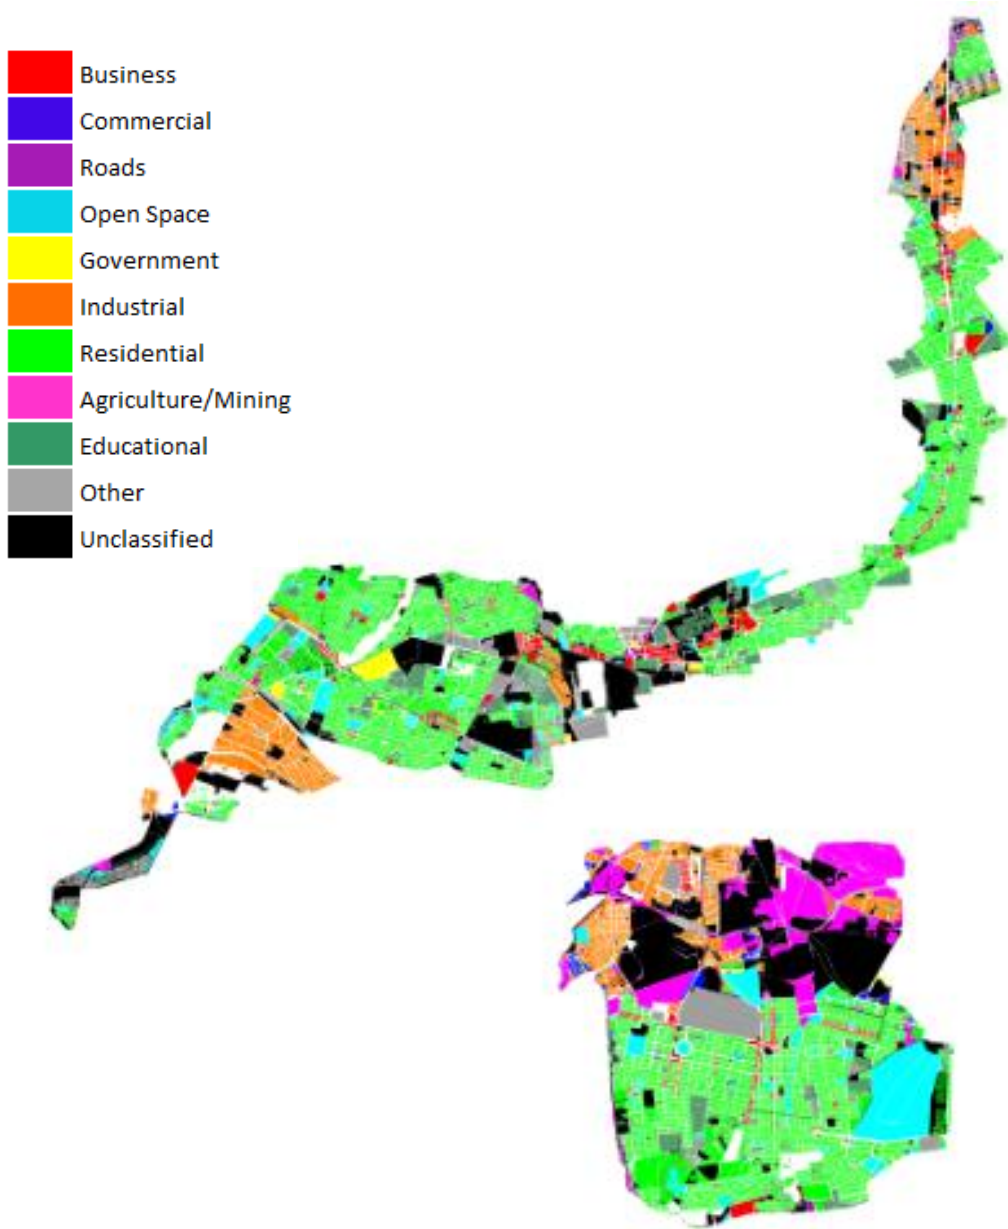 Business
Commercial
Roads
Open Space
Government
Industrial
Residential
Agriculture/Mining
Educational
Other
Unclassified